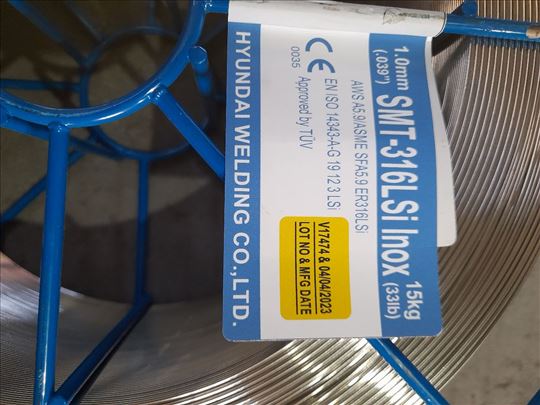 1.0mm
(.039")
SMT-316LSi Inox
15kg
(33lb)
AWS A5.9/ASME SFA5.9 ER316LSi
EN ISO 14343-A-G 19 12 3 L Si
CE
0035
Approved by TÜV
V17474 & 04/04/2023
LOT NO & MFG DATE
HYUNDAI WELDING CO.,LTD.